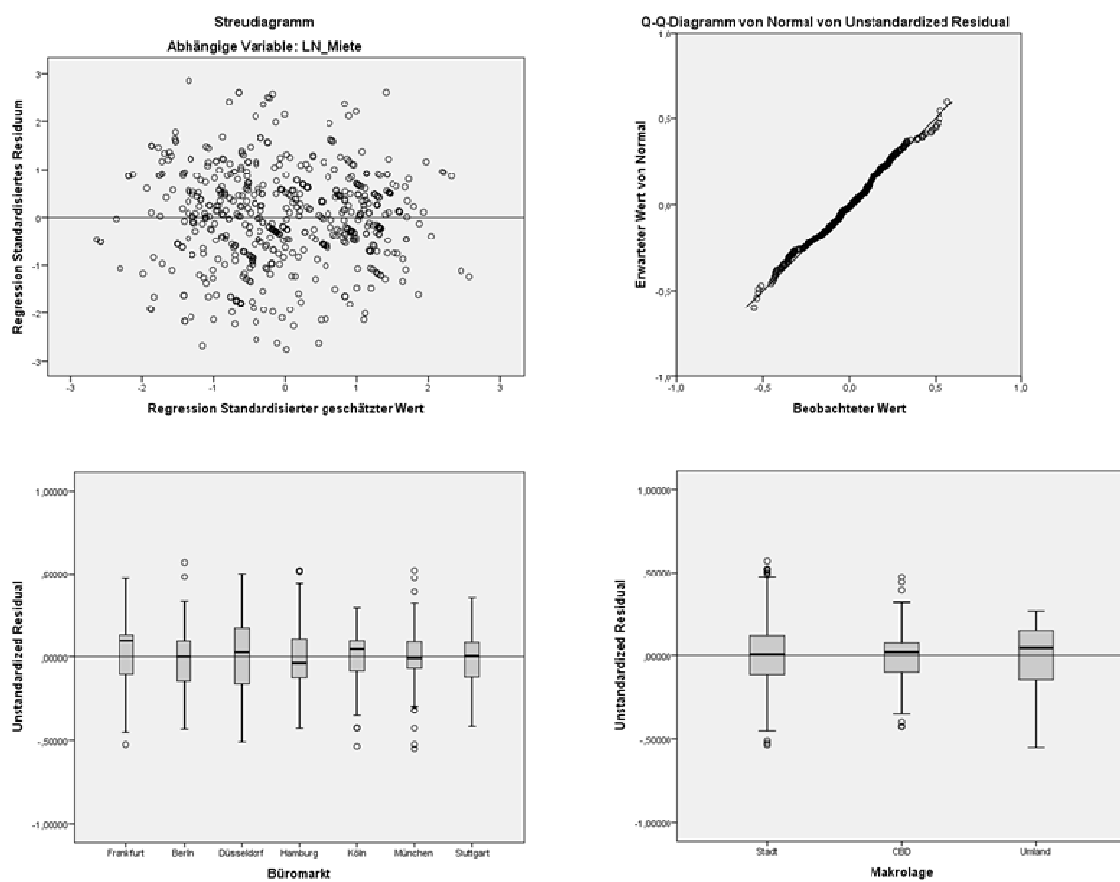 Streudiagramm
Abhängige Variable: LN_Miete
Regression Standardisiertes Residuum
3
2
1
0
-1
-2
-3
-3
-2
-1
0
1
2
3
Regression Standardisierter geschätzter Wert
Q-Q-Diagramm von Normal von Unstandardized Residual
Erwarteter Wert von Normal
1,0
0,5
0,0
-0,5
-1,0
-1,0
-0,5
0,0
0,5
1,0
Beobachteter Wert
Unstandardized Residual
1,00000
,50000
,00000
-,50000
-1,00000
Frankfurt
Berlin
Düsseldorf
Hamburg
Köln
München
Stuttgart
Büromarkt
Unstandardized Residual
1,00000
,50000
,00000
-,50000
-1,00000
Stadt
CBD
Umland
Makrolage